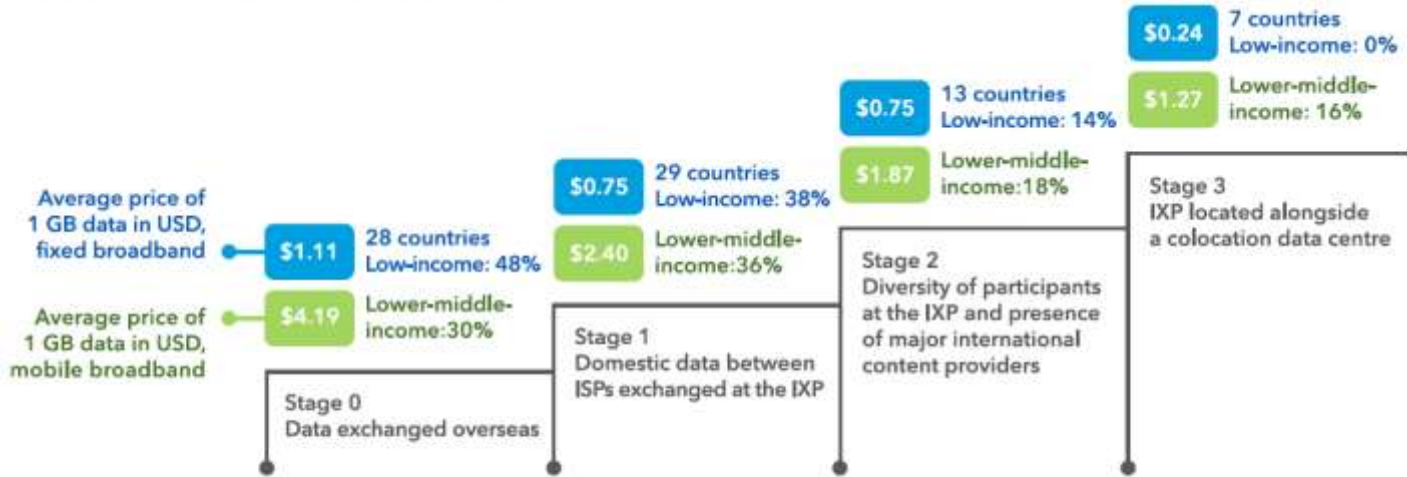 Average price of
1 GB data in USD,
fixed broadband
Average price of
1 GB data in USD,
mobile broadband
$1.11
28 countries
Low-income: 48%
$4.19
Lower-middle-
income:30%
Stage 0
Data exchanged overseas
$0.75
29 countries
Low-income: 38%
$2.40
Lower-middle-
income:36%
Stage 1
Domestic data between
ISPs exchanged at the IXP
$0.75
13 countries
Low-income: 14%
$1.87
Lower-middle-
income:18%
Stage 2
Diversity of participants
at the IXP and presence
of major international
content providers
$0.24
7 countries
Low-income: 0%
$1.27
Lower-middle-
income: 16%
Stage 3
IXP located alongside
a colocation data centre